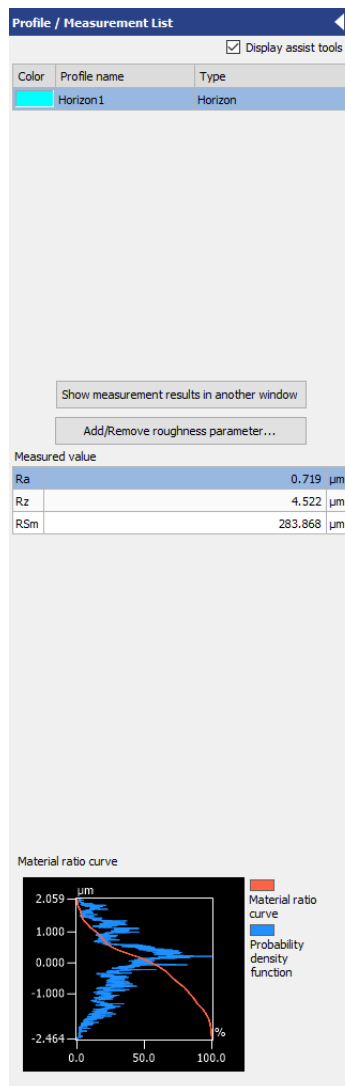 Profile / Measurement List
Display assist tools
Color Profile name Type
Horizon1 Horizon
Show measurement results in another window
Add/Remove roughness parameter...
Measured value
Ra 0.719 µm
Rz 4.522 µm
RSm 283.868 µm
Material ratio curve
µm
2.059
1.000
0.000
-1.000
-2.464
%
0.0 50.0 100.0
Material ratio
curve
Probability
density
function